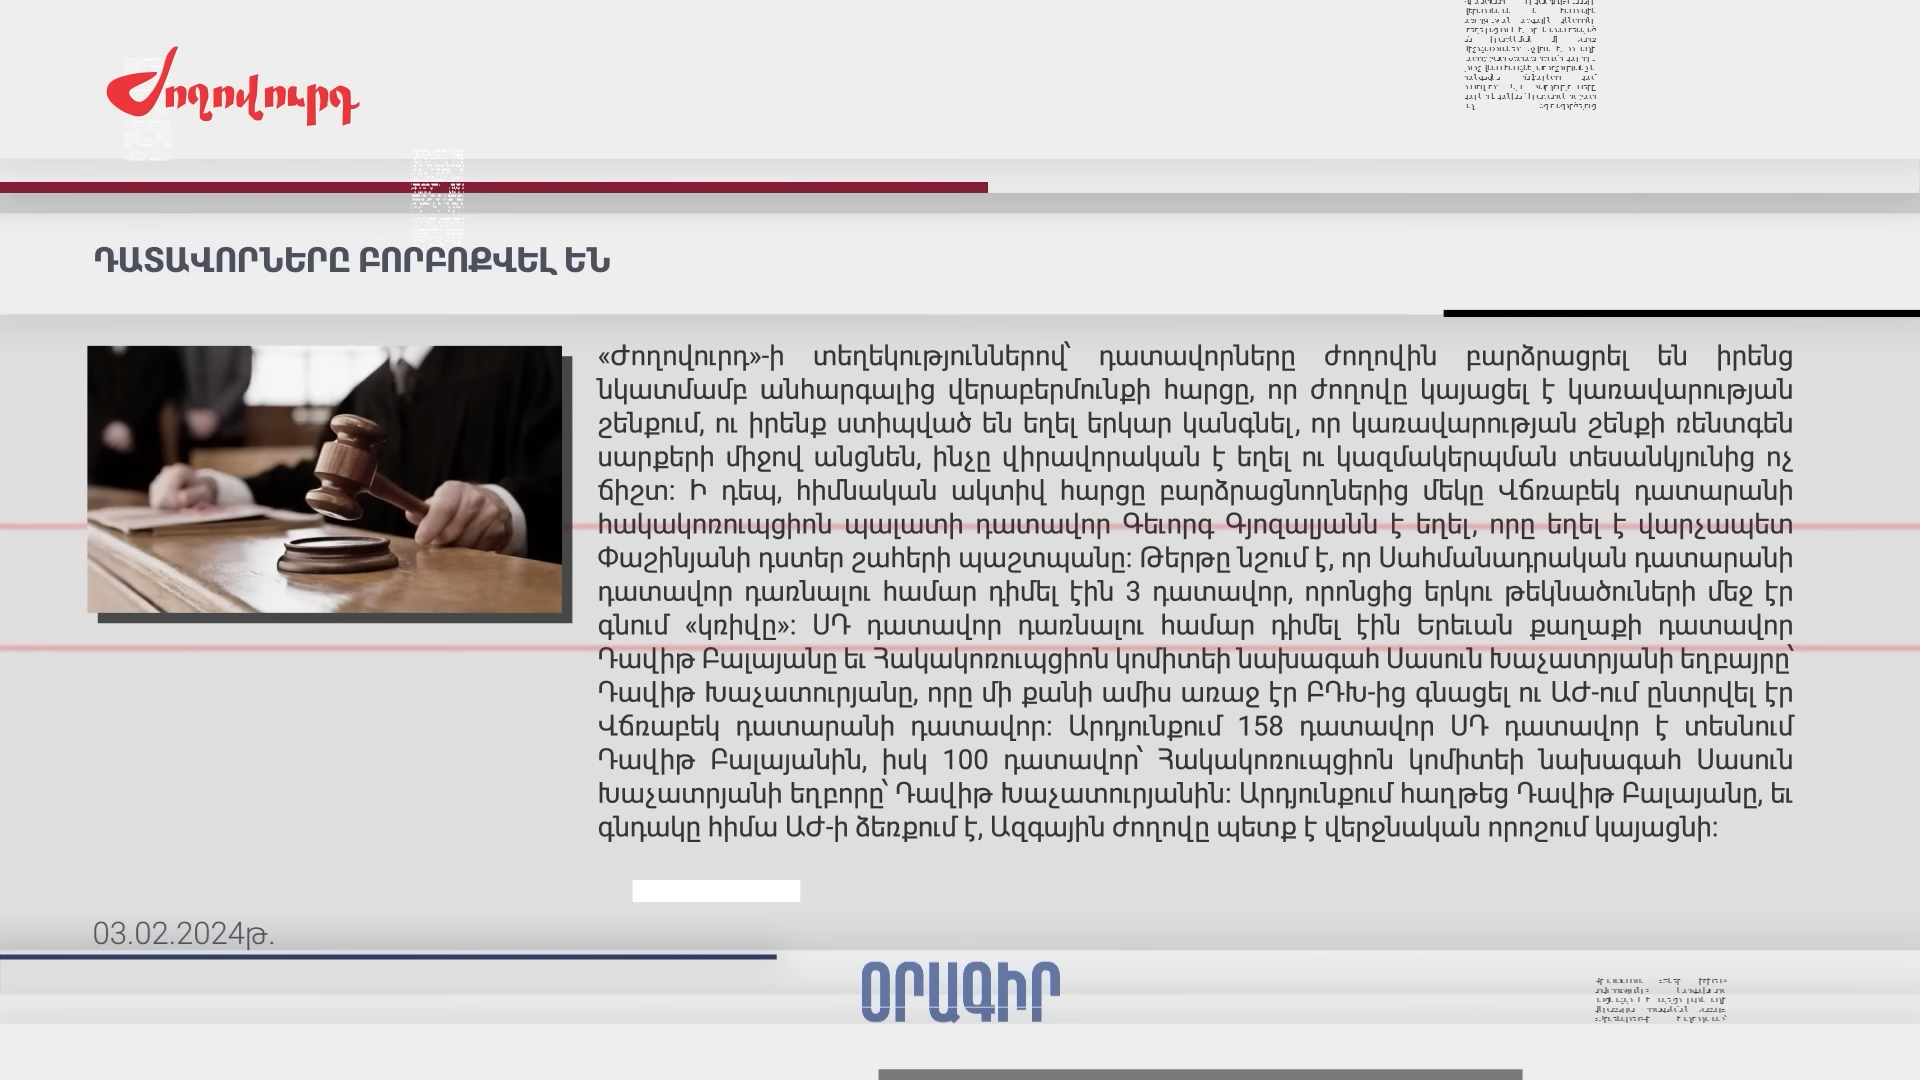 Ժողովուրդ
ԴԱՏԱՎՈՐՆԵՐԸ ԲՈՐԲՈՔՎԵԼ ԵՆ
«Ժողովուրդ»-ի տեղեկություններով՝ դատավորները ժողովին բարձրացրել են իրենց
նկատմամբ անհարգալից վերաբերմունքի հարցը, որ ժողովը կայացել է կառավարության
շենքում, ու իրենք ստիպված են եղել երկար կանգնել, որ կառավարության շենքի ռենտգեն
սարքերի միջով անցնեն, ինչը վիրավորական է եղել ու կազմակերպման տեսանկյունից ոչ
ճիշտ։ Ի դեպ, հիմնական ակտիվ հարցը բարձրացնողներից մեկը Վճռաբեկ դատարանի
հակակոռուպցիոն պալատի դատավոր Գեւորգ Գյոզալյանն է եղել, որը եղել է վարչապետ
Փաշինյանի դստեր շահերի պաշտպանը։ Թերթը նշում է, որ Սահմանադրական դատարանի
դատավոր դառնալու համար դիմել էին 3 դատավոր, որոնցից երկու թեկնածուների մեջ էր
գնում «կռիվը»։ ՍԴ դատավոր դառնալու համար դիմել էին Երեւան քաղաքի դատավոր
Դավիթ Բալայանը եւ Հակակոռուպցիոն կոմիտեի նախագահ Սասուն Խաչատրյանի եղբայրը՝
Դավիթ Խաչատուրյանը, որը մի քանի ամիս առաջ էր ԲԴԽ-ից գնացել ու ԱԺ-ում ընտրվել էր
Վճռաբեկ դատարանի դատավոր։ Արդյունքում 158 դատավոր ՍԴ դատավոր է տեսնում
Դավիթ Բալայանին, իսկ 100 դատավոր՝ Հակակոռուպցիոն կոմիտեի նախագահ Սասուն
Խաչատրյանի եղբորը՝ Դավիթ Խաչատուրյանին։ Արդյունքում հաղթեց Դավիթ Բալայանը, եւ
գնդակը հիմա ԱԺ-ի ձեռքում է, Ազգային ժողովը պետք է վերջնական որոշում կայացնի։
03.02.2024թ.
ՕՐԱԳԻՐ